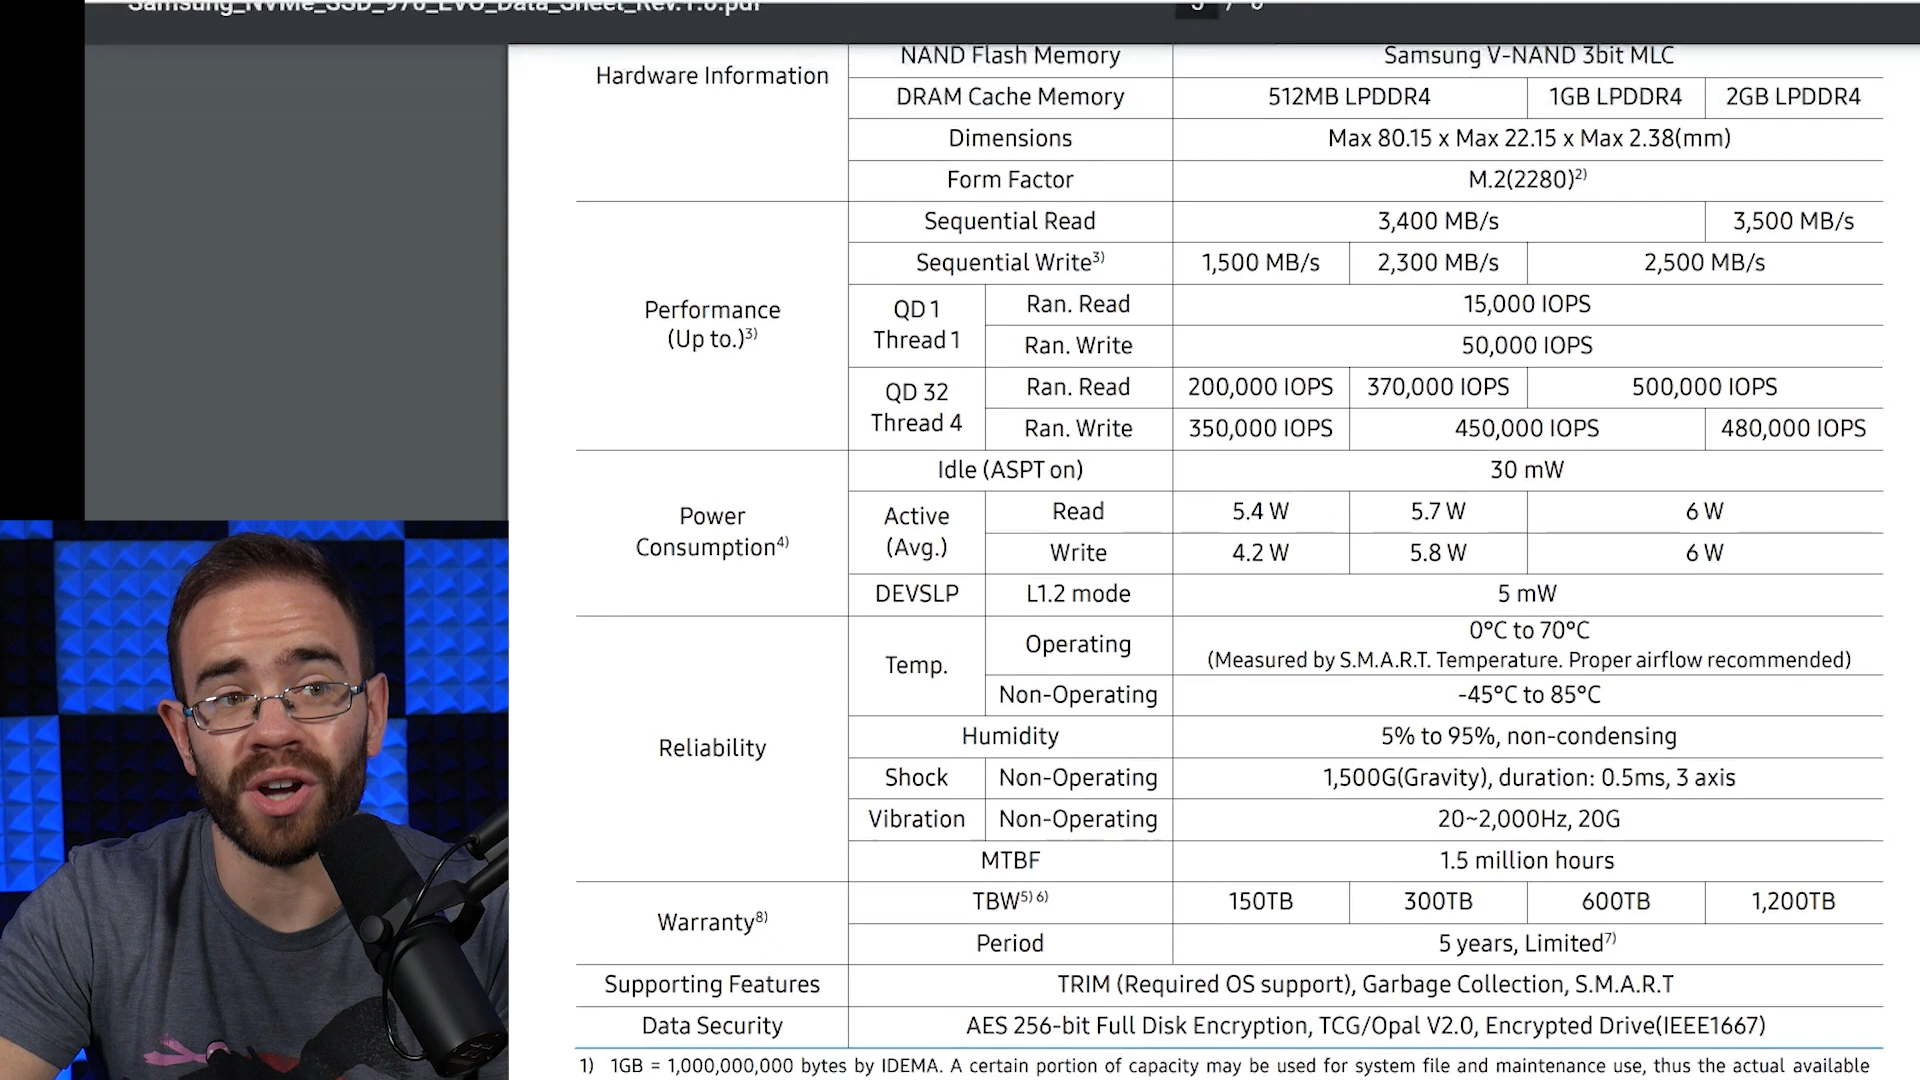 Samsung_NVMe_SSD_970_EVO_Data_Sheet_Rev.1.0.pdf
Hardware Information
NAND Flash Memory Samsung V-NAND 3bit MLC
DRAM Cache Memory 512MB LPDDR4 1GB LPDDR4 2GB LPDDR4
Dimensions Max 80.15 x Max 22.15 x Max 2.38(mm)
Form Factor M.2(2280)2)
Performance
(Up to.)3)
Sequential Read 3,400 MB/s 3,500 MB/s
Sequential Write3) 1,500 MB/s 2,300 MB/s 2,500 MB/s
QD 1
Thread 1
Ran. Read 15,000 IOPS
Ran. Write 50,000 IOPS
QD 32
Thread 4
Ran. Read 200,000 IOPS 370,000 IOPS 500,000 IOPS
Ran. Write 350,000 IOPS 450,000 IOPS 480,000 IOPS
Power
Consumption4)
Idle (ASPT on) 30 mW
Active
(Avg.)
Read 5.4 W 5.7 W 6 W
Write 4.2 W 5.8 W 6 W
DEVSLP L1.2 mode 5 mW
Reliability
Temp.
Operating
0°C to 70°C
(Measured by S.M.A.R.T. Temperature. Proper airflow recommended)
Non-Operating -45°C to 85°C
Humidity 5% to 95%, non-condensing
Shock Non-Operating 1,500G(Gravity), duration: 0.5ms, 3 axis
Vibration Non-Operating 20~2,000Hz, 20G
MTBF 1.5 million hours
Warranty8)
TBW5) 6) 150TB 300TB 600TB 1,200TB
Period 5 years, Limited7)
Supporting Features TRIM (Required OS support), Garbage Collection, S.M.A.R.T
Data Security AES 256-bit Full Disk Encryption, TCG/Opal V2.0, Encrypted Drive(IEEE1667)
1) 1GB = 1,000,000,000 bytes by IDEMA. A certain portion of capacity may be used for system file and maintenance use, thus the actual available